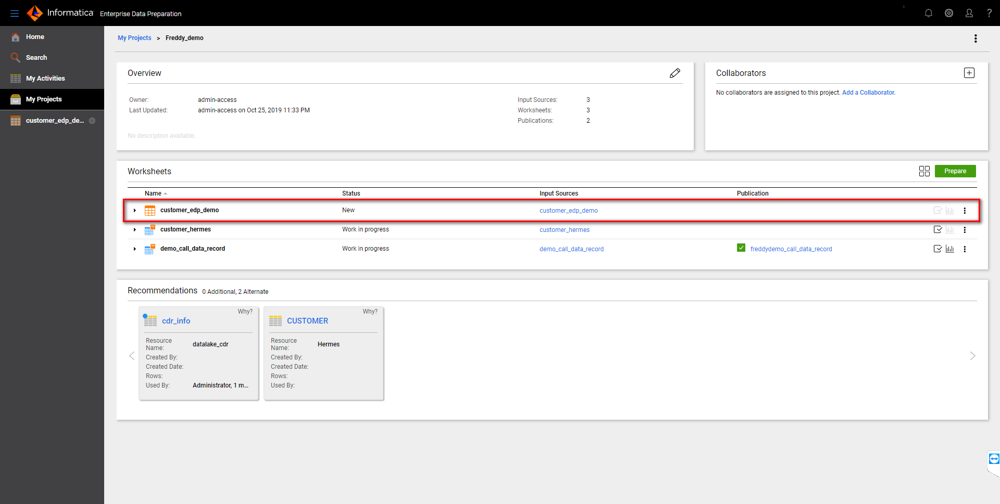 Informatica Enterprise Data Preparation
?
Home
Search
My Activities
My Projects
customer_edp_de...
My Projects > Freddy_demo
Overview
Owner: admin-access
Last Updated: admin-access on Oct 25, 2019 11:33 PM
Input Sources: 3
Worksheets: 3
Publications: 2
No description available.
Collaborators
No collaborators are assigned to this project. Add a Collaborator.
Worksheets
Prepare
Name Status Input Sources Publication
customer_edp_demo New customer_edp_demo
customer_hermes Work in progress customer_hermes
demo_call_data_record Work in progress demo_call_data_record freddydemo_call_data_record
Recommendations 0 Additional, 2 Alternate
Why?
cdr_info
Resource
Name: datalake_cdr
Created By:
Created Date:
Rows:
Used By: Administrator, 1 m...
Why?
CUSTOMER
Resource
Name: Hermes
Created By:
Created Date:
Rows:
Used By: